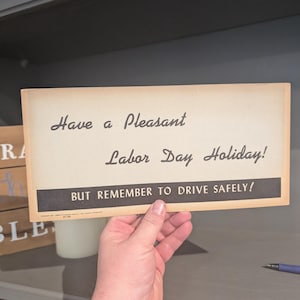 Have a Pleasant
Labor Day Holiday!
BUT REMEMBER TO DRIVE SAFELY!